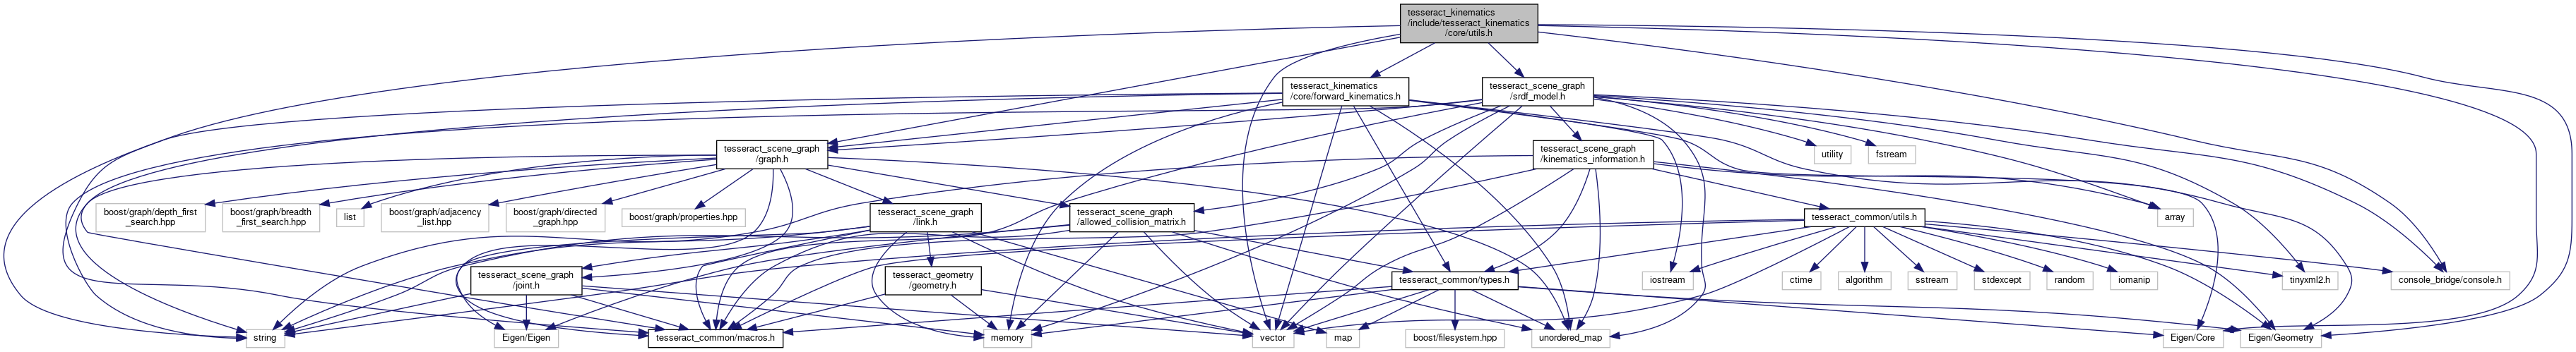 tesseract_kinematics
/include/tesseract_kinematics
/core/utils.h
tesseract_kinematics
/core/forward_kinematics.h
tesseract_scene_graph
/srdf_model.h
tesseract_scene_graph
/graph.h
tesseract_scene_graph
/kinematics_information.h
utility
fstream
boost/graph/depth_first
_search.hpp
boost/graph/breadth
_first_search.hpp
list
boost/graph/adjacency
_list.hpp
boost/graph/directed
_graph.hpp
boost/graph/properties.hpp
tesseract_scene_graph
/link.h
tesseract_scene_graph
/allowed_collision_matrix.h
tesseract_common/utils.h
array
tesseract_scene_graph
/joint.h
tesseract_geometry
/geometry.h
tesseract_common/types.h
iostream
ctime
algorithm
sstream
stdexcept
random
iomanip
tinyxml2.h
console_bridge/console.h
string
Eigen/Eigen
tesseract_common/macros.h
memory
vector
map
boost/filesystem.hpp
unordered_map
Eigen/Core
Eigen/Geometry